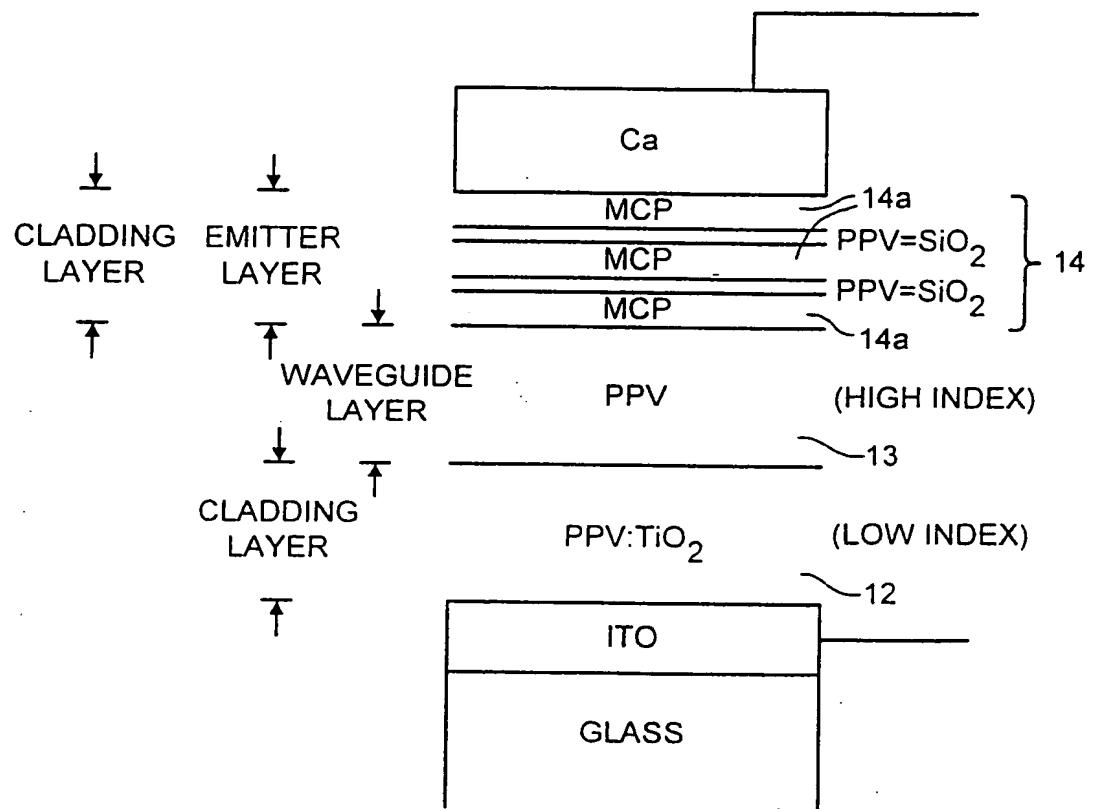 Ca
MCP
14a
CLADDING
LAYER
EMITTER
LAYER
PPV=SiO₂
MCP
14
PPV=SiO₂
MCP
14a
WAVEGUIDE
LAYER
PPV
(HIGH INDEX)
13
CLADDING
LAYER
PPV:TiO₂
(LOW INDEX)
12
ITO
GLASS